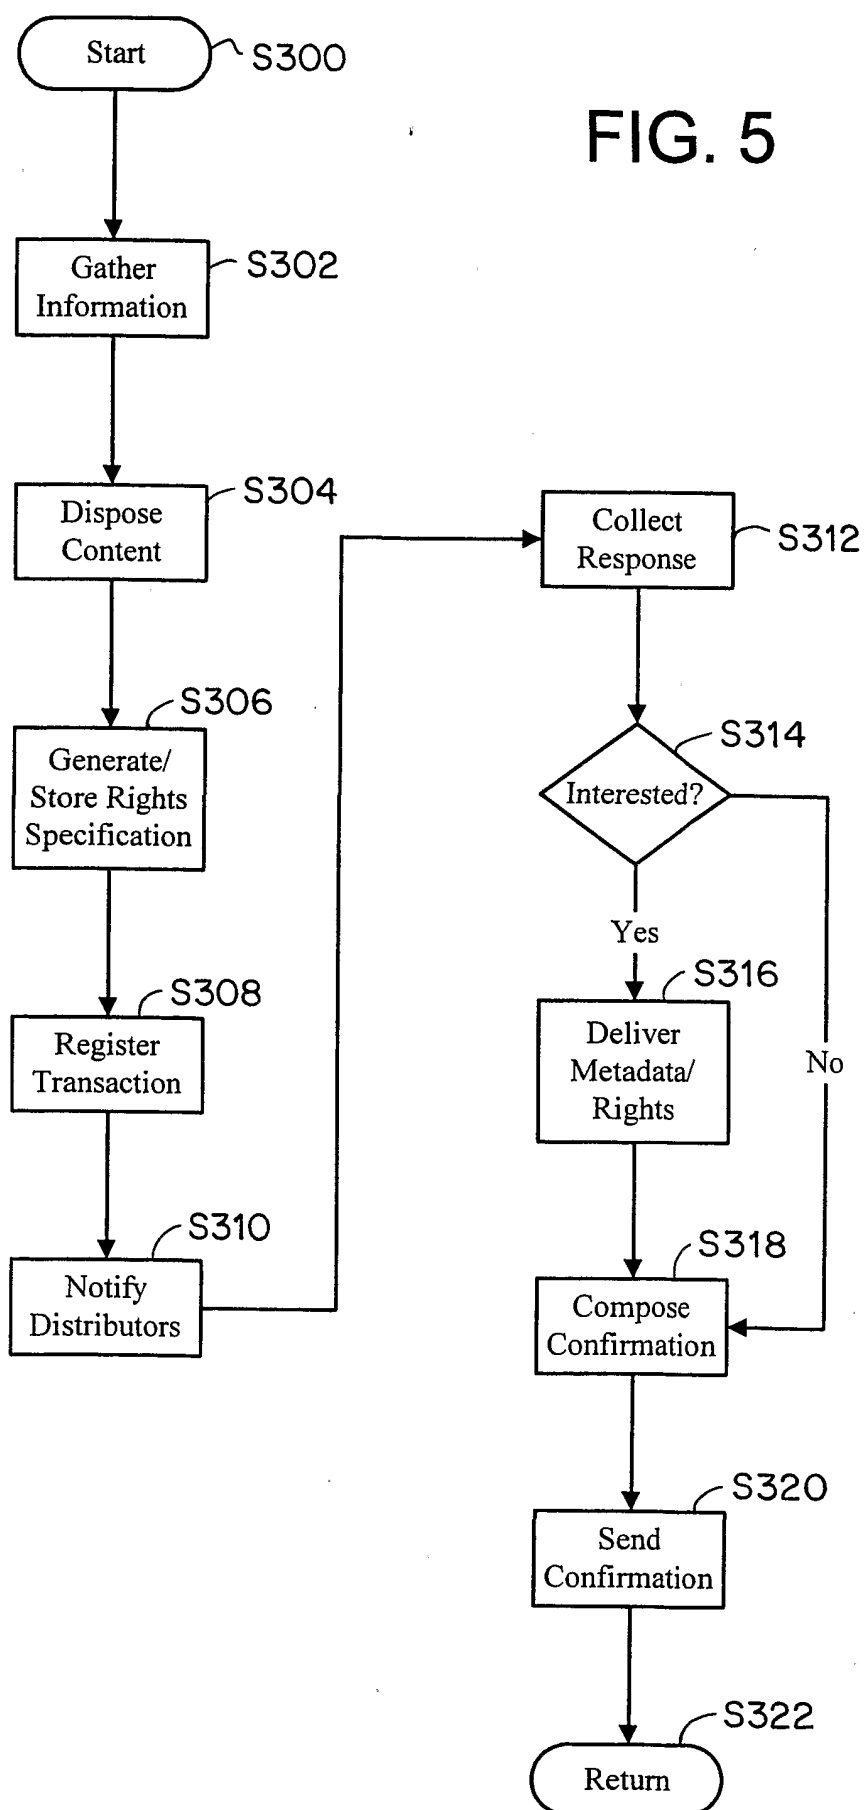 Start
S300
FIG. 5
Gather
Information
S302
Dispose
Content
S304
Generate/
Store Rights
Specification
S306
Register
Transaction
S308
Notify
Distributors
S310
Collect
Response
S312
Interested?
S314
Yes
No
Deliver
Metadata/
Rights
S316
Compose
Confirmation
S318
Send
Confirmation
S320
Return
S322